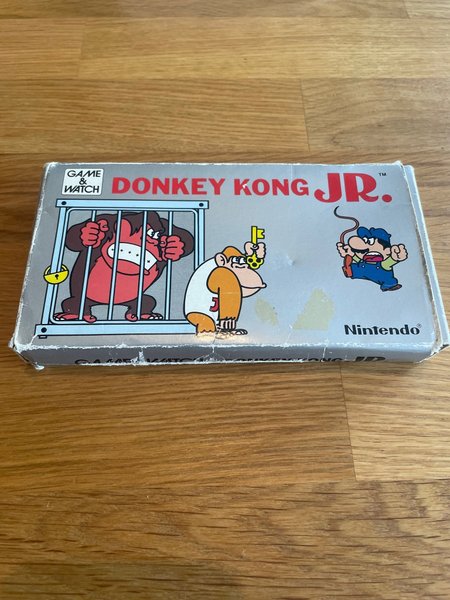 GAME
&
WATCH
DONKEY KONG JR.™
J
Nintendo®
GAME & WATCH DONKEY KONG JR.